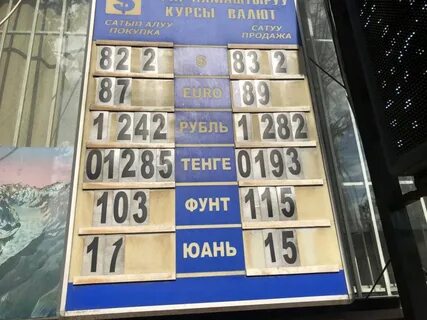 $
АЛМАШТЫРУУ
КУРСЫ ВАЛЮТ
САТЫП АЛУУ
ПОКУПКА
САТУУ
ПРОДАЖА
82 2 $ 83 2
87 EURO 89
1 242 РУБЛЬ 1 282
01285 ТЕНГЕ 0193
103 ФУНТ 115
11 ЮАНЬ 15